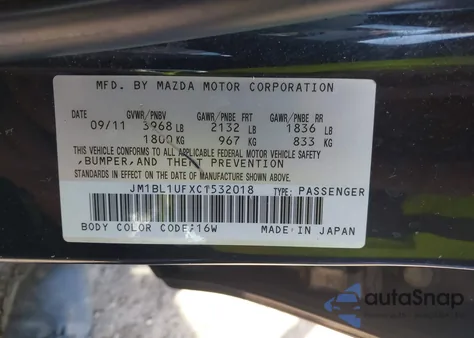 MFD. BY MAZDA MOTOR CORPORATION
DATE GVWR/PNBV GAWR/PNBE FRT GAWR/PNBE RR
09/11 3968 LB 2132 LB 1836 LB
1800 KG 967 KG 833 KG
THIS VEHICLE CONFORMS TO ALL APPLICABLE FEDERAL MOTOR VEHICLE SAFETY,
BUMPER, AND THEFT PREVENTION
STANDARDS IN EFFECT ON THE DATE OF MANUFACTURE SHOWN ABOVE.
JM1BL1UFXC1532018 TYPE: PASSENGER
BODY COLOR CODE:16W MADE IN JAPAN
autoSnap